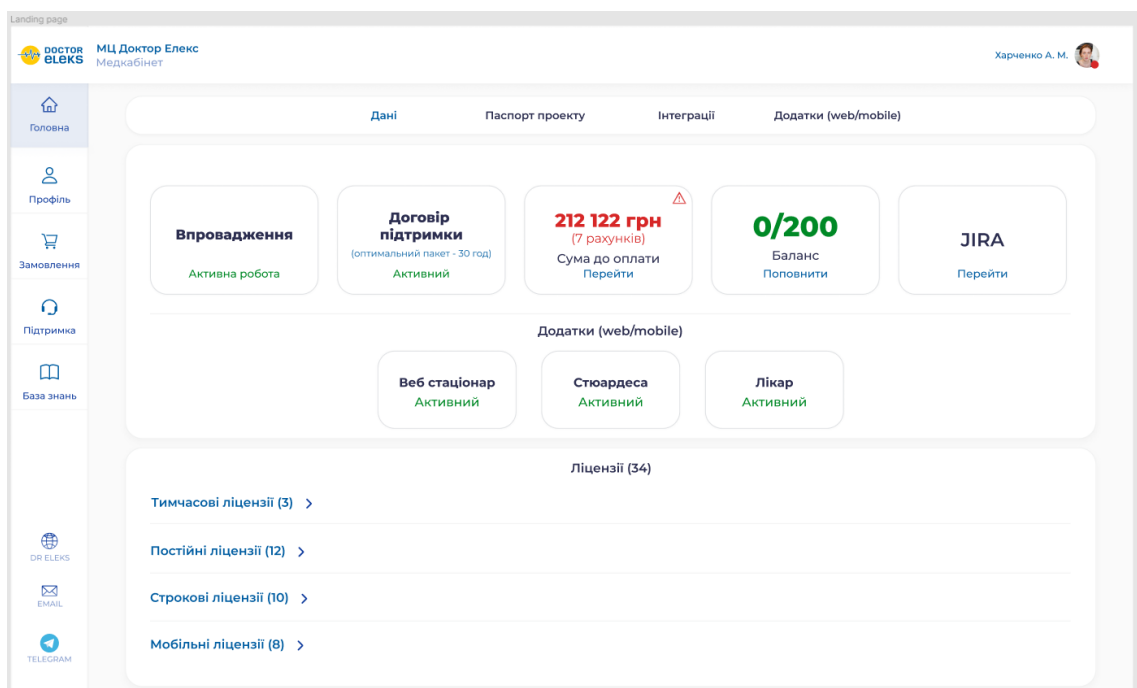 Landing page
DOCTOR
eLeKs
МЦ Доктор Елекс
Медкабінет
Харченко А. М.
Головна
Профіль
Замовлення
Підтримка
База знань
DR ELEKS
EMAIL
TELEGRAM
Дані
Паспорт проекту
Інтеграції
Додатки (web/mobile)
Впровадження
Активна робота
Договір
підтримки
(оптимальний пакет - 30 год)
Активний
212 122 грн
(7 рахунків)
Сума до оплати
Перейти
0/200
Баланс
Поповнити
JIRA
Перейти
Додатки (web/mobile)
Веб стаціонар
Активний
Стюардеса
Активний
Лікар
Активний
Ліцензії (34)
Тимчасові ліцензії (3)
Постійні ліцензії (12)
Строкові ліцензії (10)
Мобільні ліцензії (8)